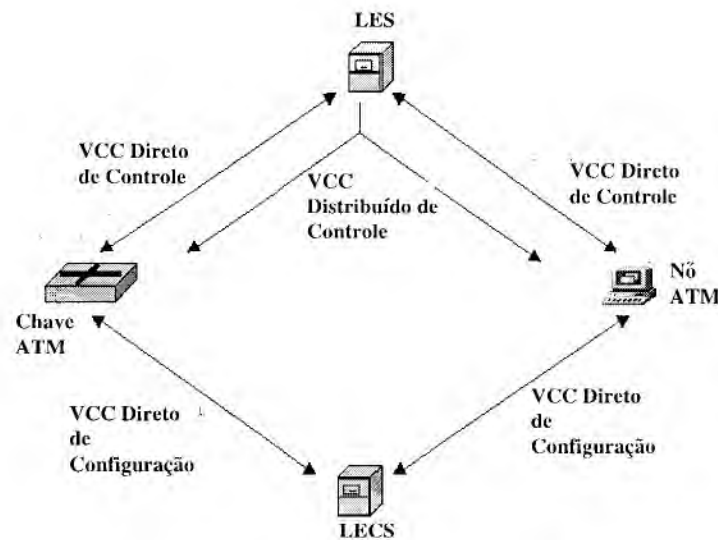 LES
VCC Direto
de Controle
VCC
Distribuído de
Controle
VCC Direto
de Controle
Chave
ATM
Nó
ATM
VCC Direto
de
Configuração
VCC Direto
de
Configuração
LECS